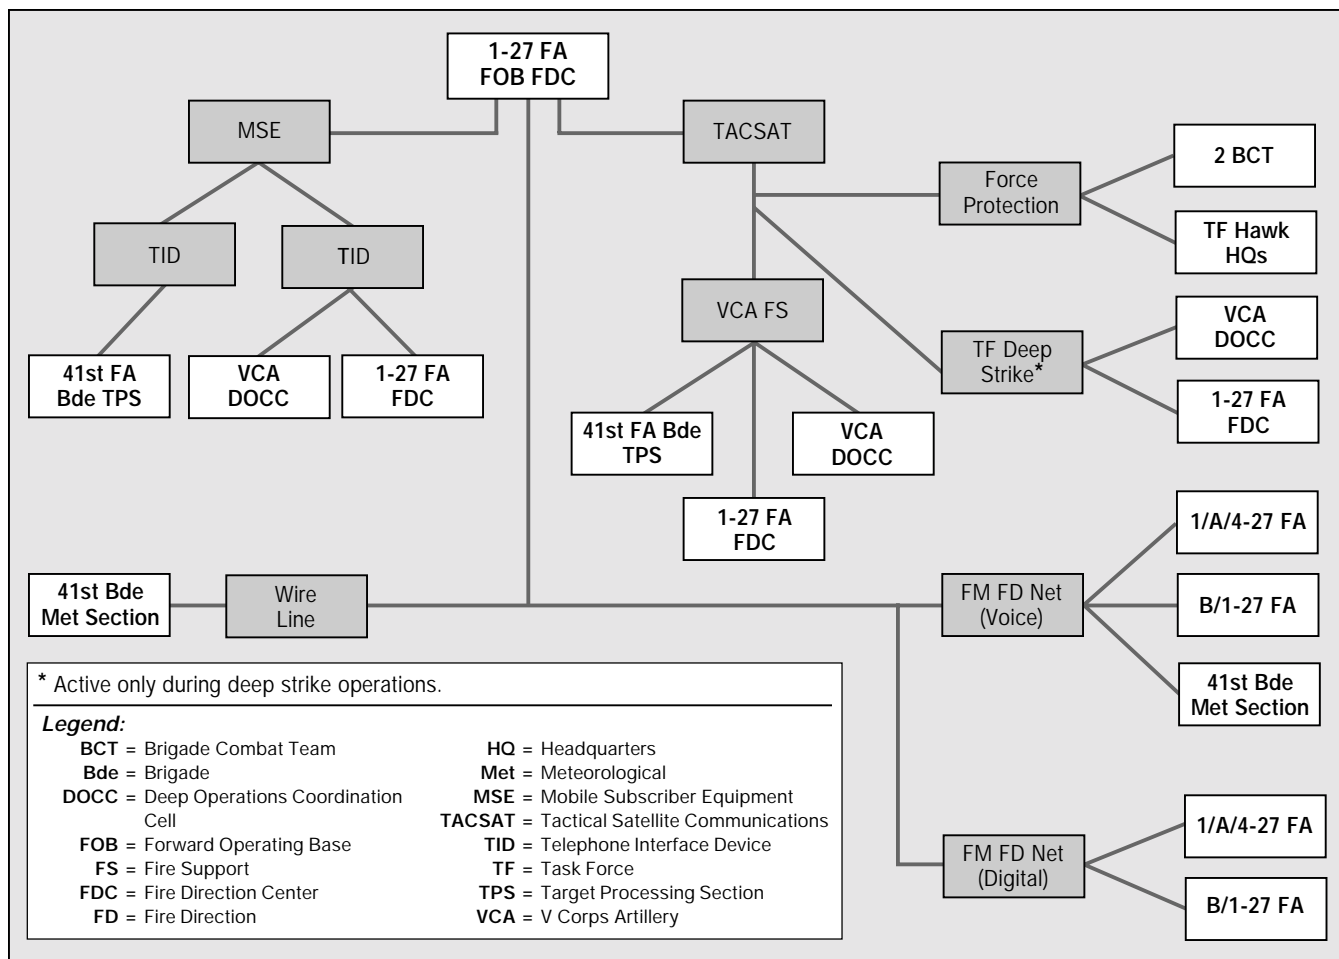 1-27 FA
FOB FDC
MSE
TACSAT
2 BCT
Force
Protection
TF Hawk
HQs
TID
TID
VCA FS
VCA
DOCC
TF Deep
Strike*
41st FA
Bde TPS
VCA
DOCC
1-27 FA
FDC
1-27 FA
FDC
41st FA Bde
TPS
VCA
DOCC
1-27 FA
FDC
1/A/4-27 FA
41st Bde
Met Section
Wire
Line
FM FD Net
(Voice)
B/1-27 FA
41st Bde
Met Section
* Active only during deep strike operations.
Legend:
BCT = Brigade Combat Team
Bde = Brigade
DOCC = Deep Operations Coordination
Cell
FOB = Forward Operating Base
FS = Fire Support
FDC = Fire Direction Center
FD = Fire Direction
HQ = Headquarters
Met = Meteorological
MSE = Mobile Subscriber Equipment
TACSAT = Tactical Satellite Communications
TID = Telephone Interface Device
TF = Task Force
TPS = Target Processing Section
VCA = V Corps Artillery
1/A/4-27 FA
FM FD Net
(Digital)
B/1-27 FA